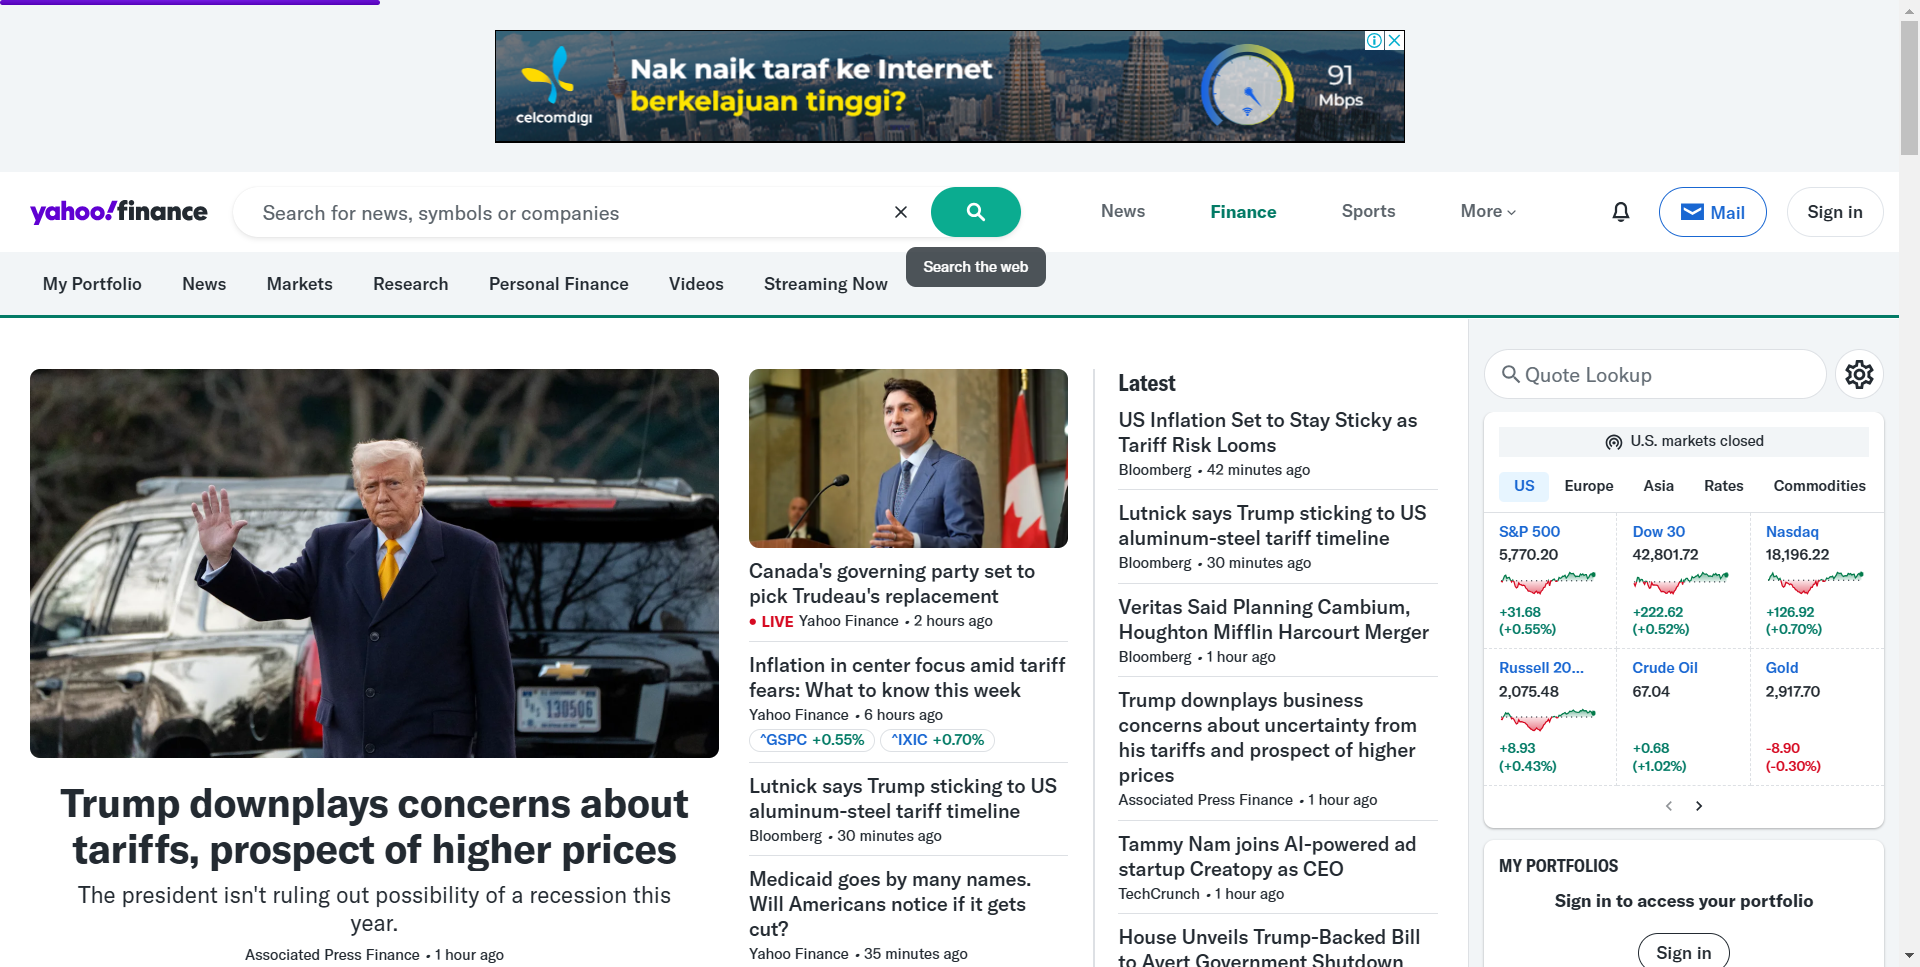 Nak naik taraf ke Internet
berkelajuan tinggi?
celcomdigi
91
Mbps
yahoo!finance
Search for news, symbols or companies
News
Finance
Sports
More
Mail
Sign in
Search the web
My Portfolio
News
Markets
Research
Personal Finance
Videos
Streaming Now
130506
Trump downplays concerns about
tariffs, prospect of higher prices
The president isn't ruling out possibility of a recession this
year.
Associated Press Finance • 1 hour ago
Canada's governing party set to
pick Trudeau's replacement
• LIVE Yahoo Finance • 2 hours ago
Inflation in center focus amid tariff
fears: What to know this week
Yahoo Finance • 6 hours ago
^GSPC +0.55% ^IXIC +0.70%
Lutnick says Trump sticking to US
aluminum-steel tariff timeline
Bloomberg • 30 minutes ago
Medicaid goes by many names.
Will Americans notice if it gets
cut?
Yahoo Finance • 35 minutes ago
Latest
US Inflation Set to Stay Sticky as
Tariff Risk Looms
Bloomberg • 42 minutes ago
Lutnick says Trump sticking to US
aluminum-steel tariff timeline
Bloomberg • 30 minutes ago
Veritas Said Planning Cambium,
Houghton Mifflin Harcourt Merger
Bloomberg • 1 hour ago
Trump downplays business
concerns about uncertainty from
his tariffs and prospect of higher
prices
Associated Press Finance • 1 hour ago
Tammy Nam joins AI-powered ad
startup Creatopy as CEO
TechCrunch • 1 hour ago
House Unveils Trump-Backed Bill
to Avert Government Shutdown
Quote Lookup
U.S. markets closed
US Europe Asia Rates Commodities
S&P 500
5,770.20
+31.68
(+0.55%)
Dow 30
42,801.72
+222.62
(+0.52%)
Nasdaq
18,196.22
+126.92
(+0.70%)
Russell 20...
2,075.48
+8.93
(+0.43%)
Crude Oil
67.04
+0.68
(+1.02%)
Gold
2,917.70
-8.90
(-0.30%)
MY PORTFOLIOS
Sign in to access your portfolio
Sign in